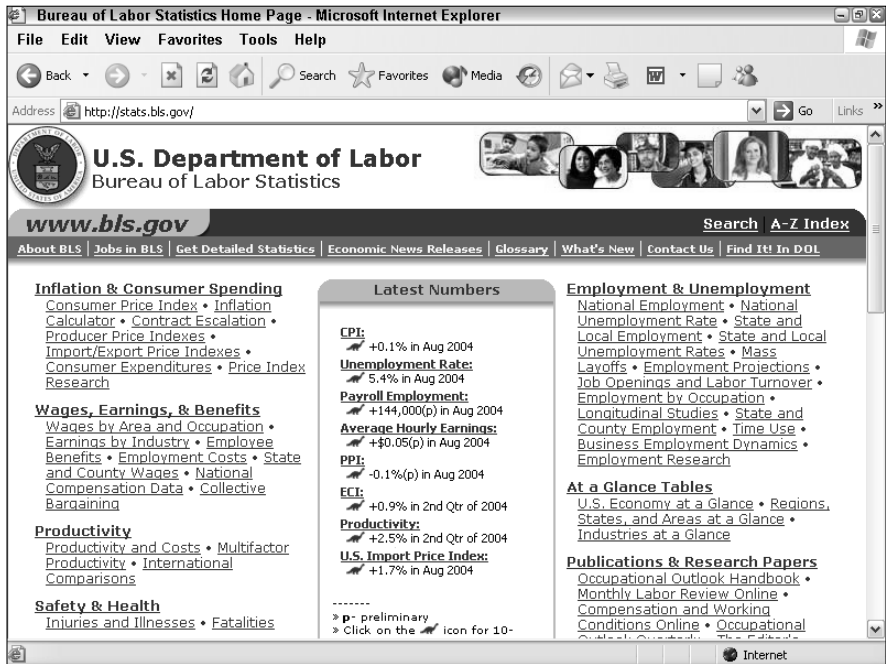 Bureau of Labor Statistics Home Page - Microsoft Internet Explorer
File Edit View Favorites Tools Help
Back Search Favorites Media
Address http://stats.bls.gov/ Go Links »
U.S. Department of Labor
Bureau of Labor Statistics
www.bls.gov
Search | A-Z Index
About BLS | Jobs in BLS | Get Detailed Statistics | Economic News Releases | Glossary | What's New | Contact Us | Find It! In DOL
Inflation & Consumer Spending
Consumer Price Index • Inflation
Calculator • Contract Escalation •
Producer Price Indexes •
Import/Export Price Indexes •
Consumer Expenditures • Price Index
Research
Wages, Earnings, & Benefits
Wages by Area and Occupation •
Earnings by Industry • Employee
Benefits • Employment Costs • State
and County Wages • National
Compensation Data • Collective
Bargaining
Productivity
Productivity and Costs • Multifactor
Productivity • International
Comparisons
Safety & Health
Injuries and Illnesses • Fatalities
Latest Numbers
CPI:
+0.1% in Aug 2004
Unemployment Rate:
5.4% in Aug 2004
Payroll Employment:
+144,000(p) in Aug 2004
Average Hourly Earnings:
+$0.05(p) in Aug 2004
PPI:
-0.1%(p) in Aug 2004
ECI:
+0.9% in 2nd Qtr of 2004
Productivity:
+2.5% in 2nd Qtr of 2004
U.S. Import Price Index:
+1.7% in Aug 2004
-------
» p- preliminary
» Click on the icon for 10-
Employment & Unemployment
National Employment • National
Unemployment Rate • State and
Local Employment • State and Local
Unemployment Rates • Mass
Layoffs • Employment Projections •
Job Openings and Labor Turnover •
Employment by Occupation •
Longitudinal Studies • State and
County Employment • Time Use •
Business Employment Dynamics •
Employment Research
At a Glance Tables
U.S. Economy at a Glance • Regions,
States, and Areas at a Glance •
Industries at a Glance
Publications & Research Papers
Occupational Outlook Handbook •
Monthly Labor Review Online •
Compensation and Working
Conditions Online • Occupational
Outlook Quarterly • The Editor's
Internet